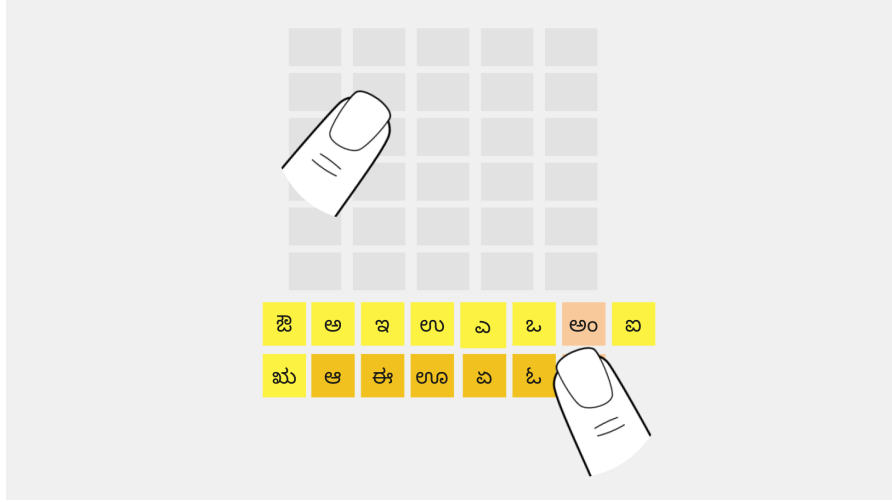 ಔ ಅ ಇ ಉ ಎ ಒ ಅಂ ಐ
ಋ ಆ ಈ ಊ ಏ ಓ